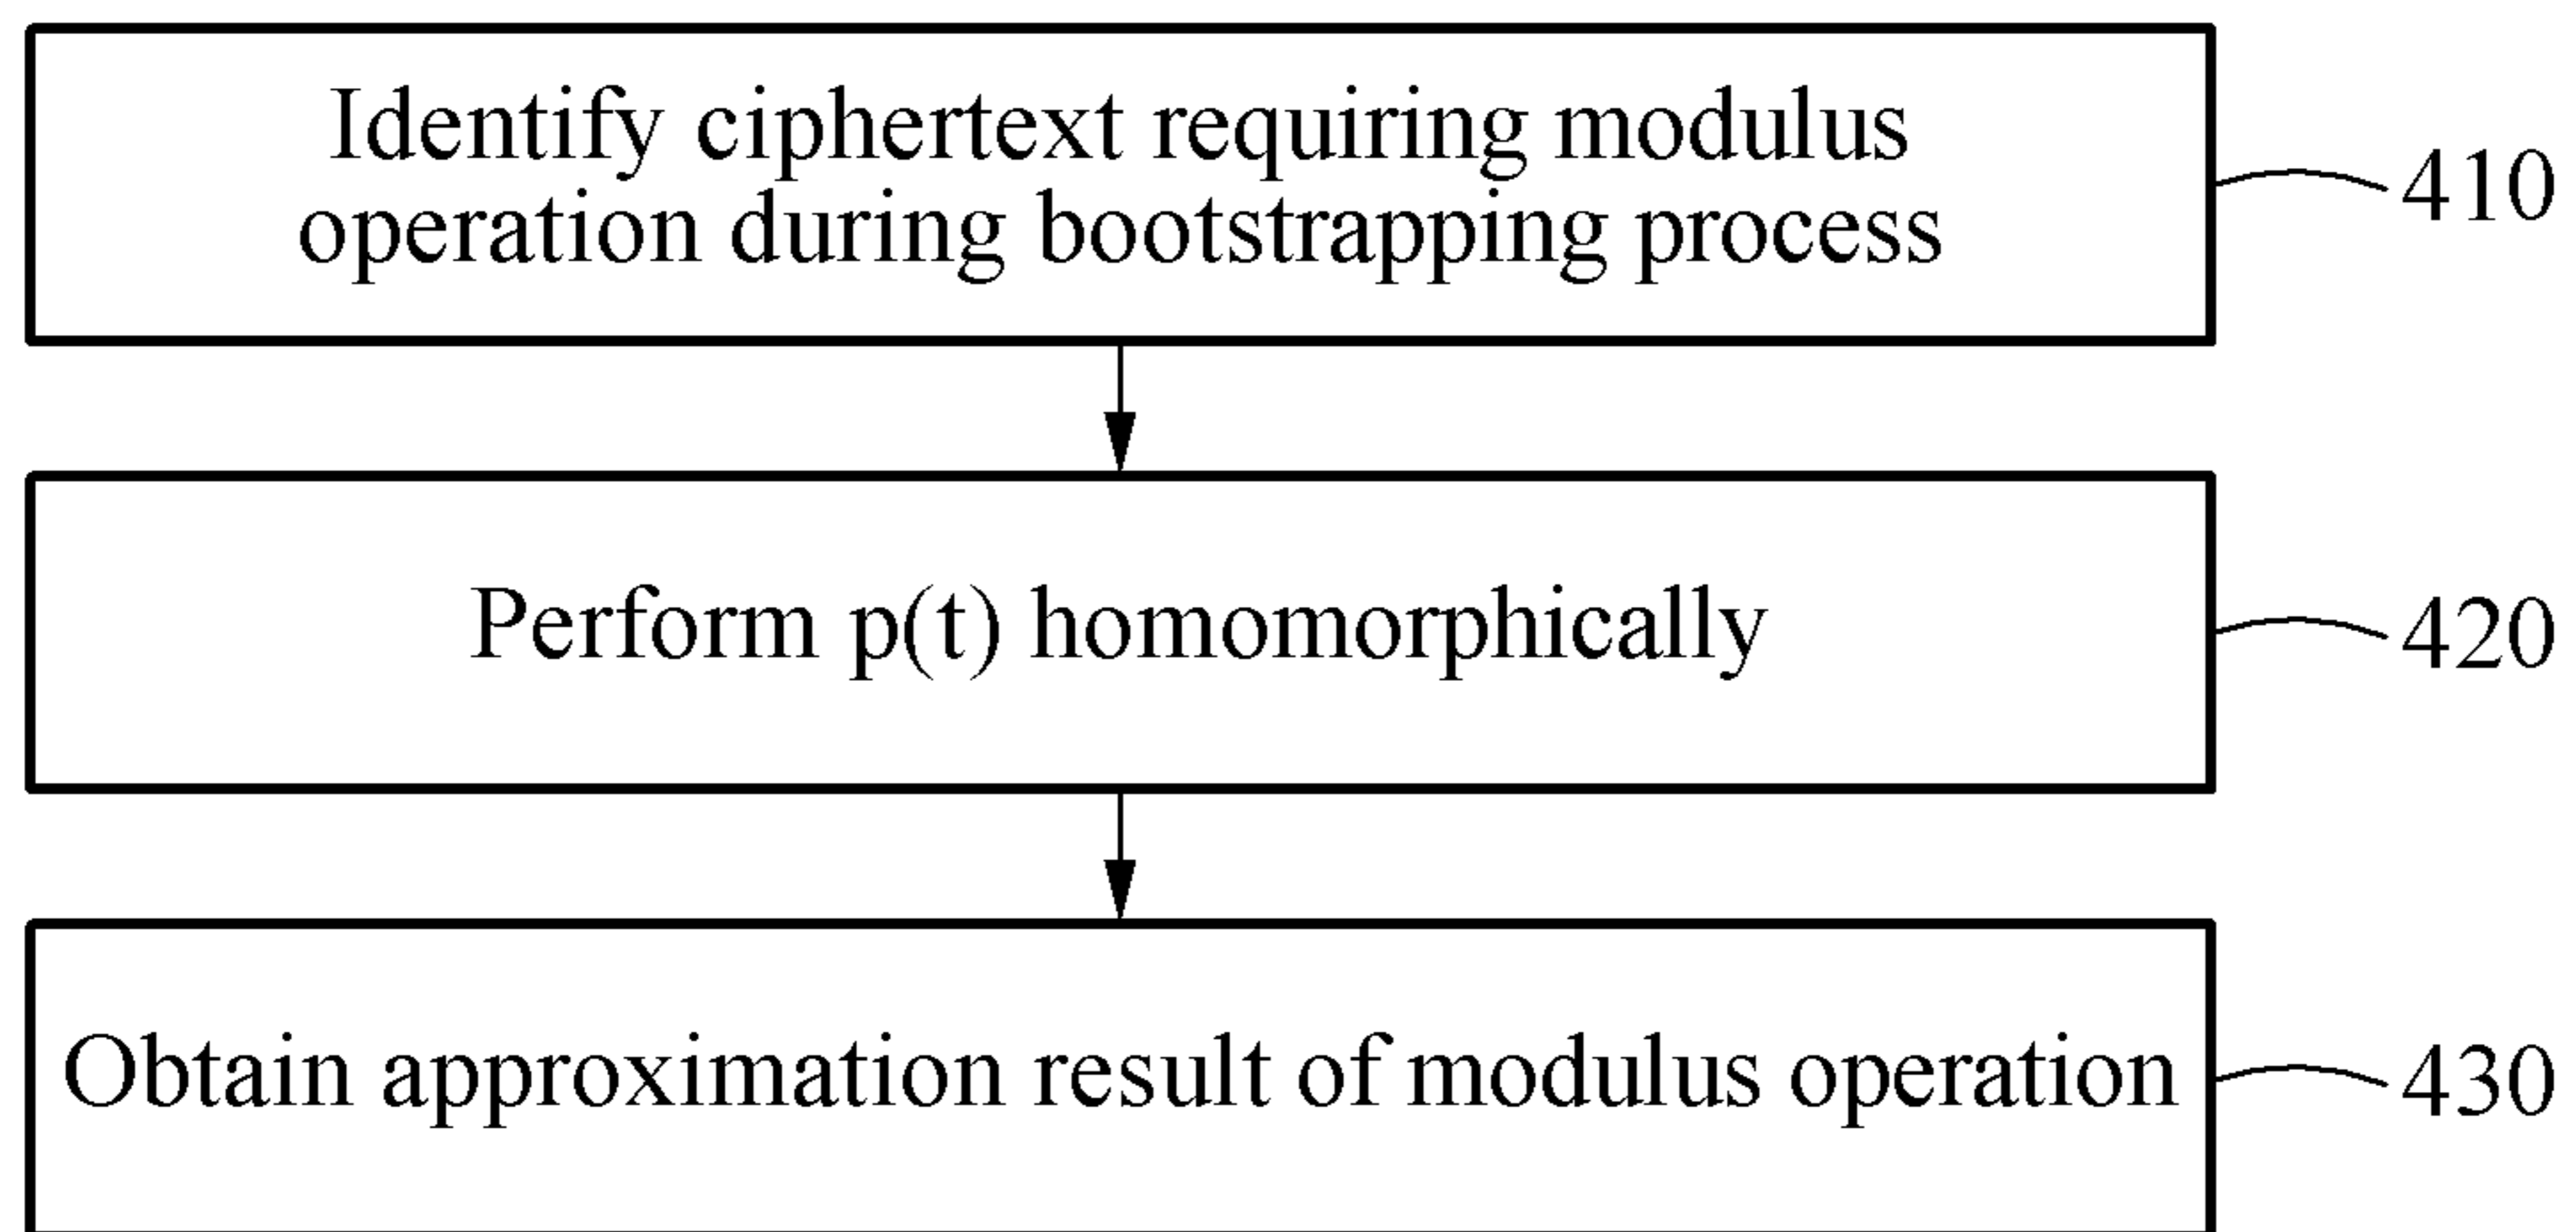 Identify ciphertext requiring modulus
operation during bootstrapping process
410
Perform p(t) homomorphically
420
Obtain approximation result of modulus operation
430